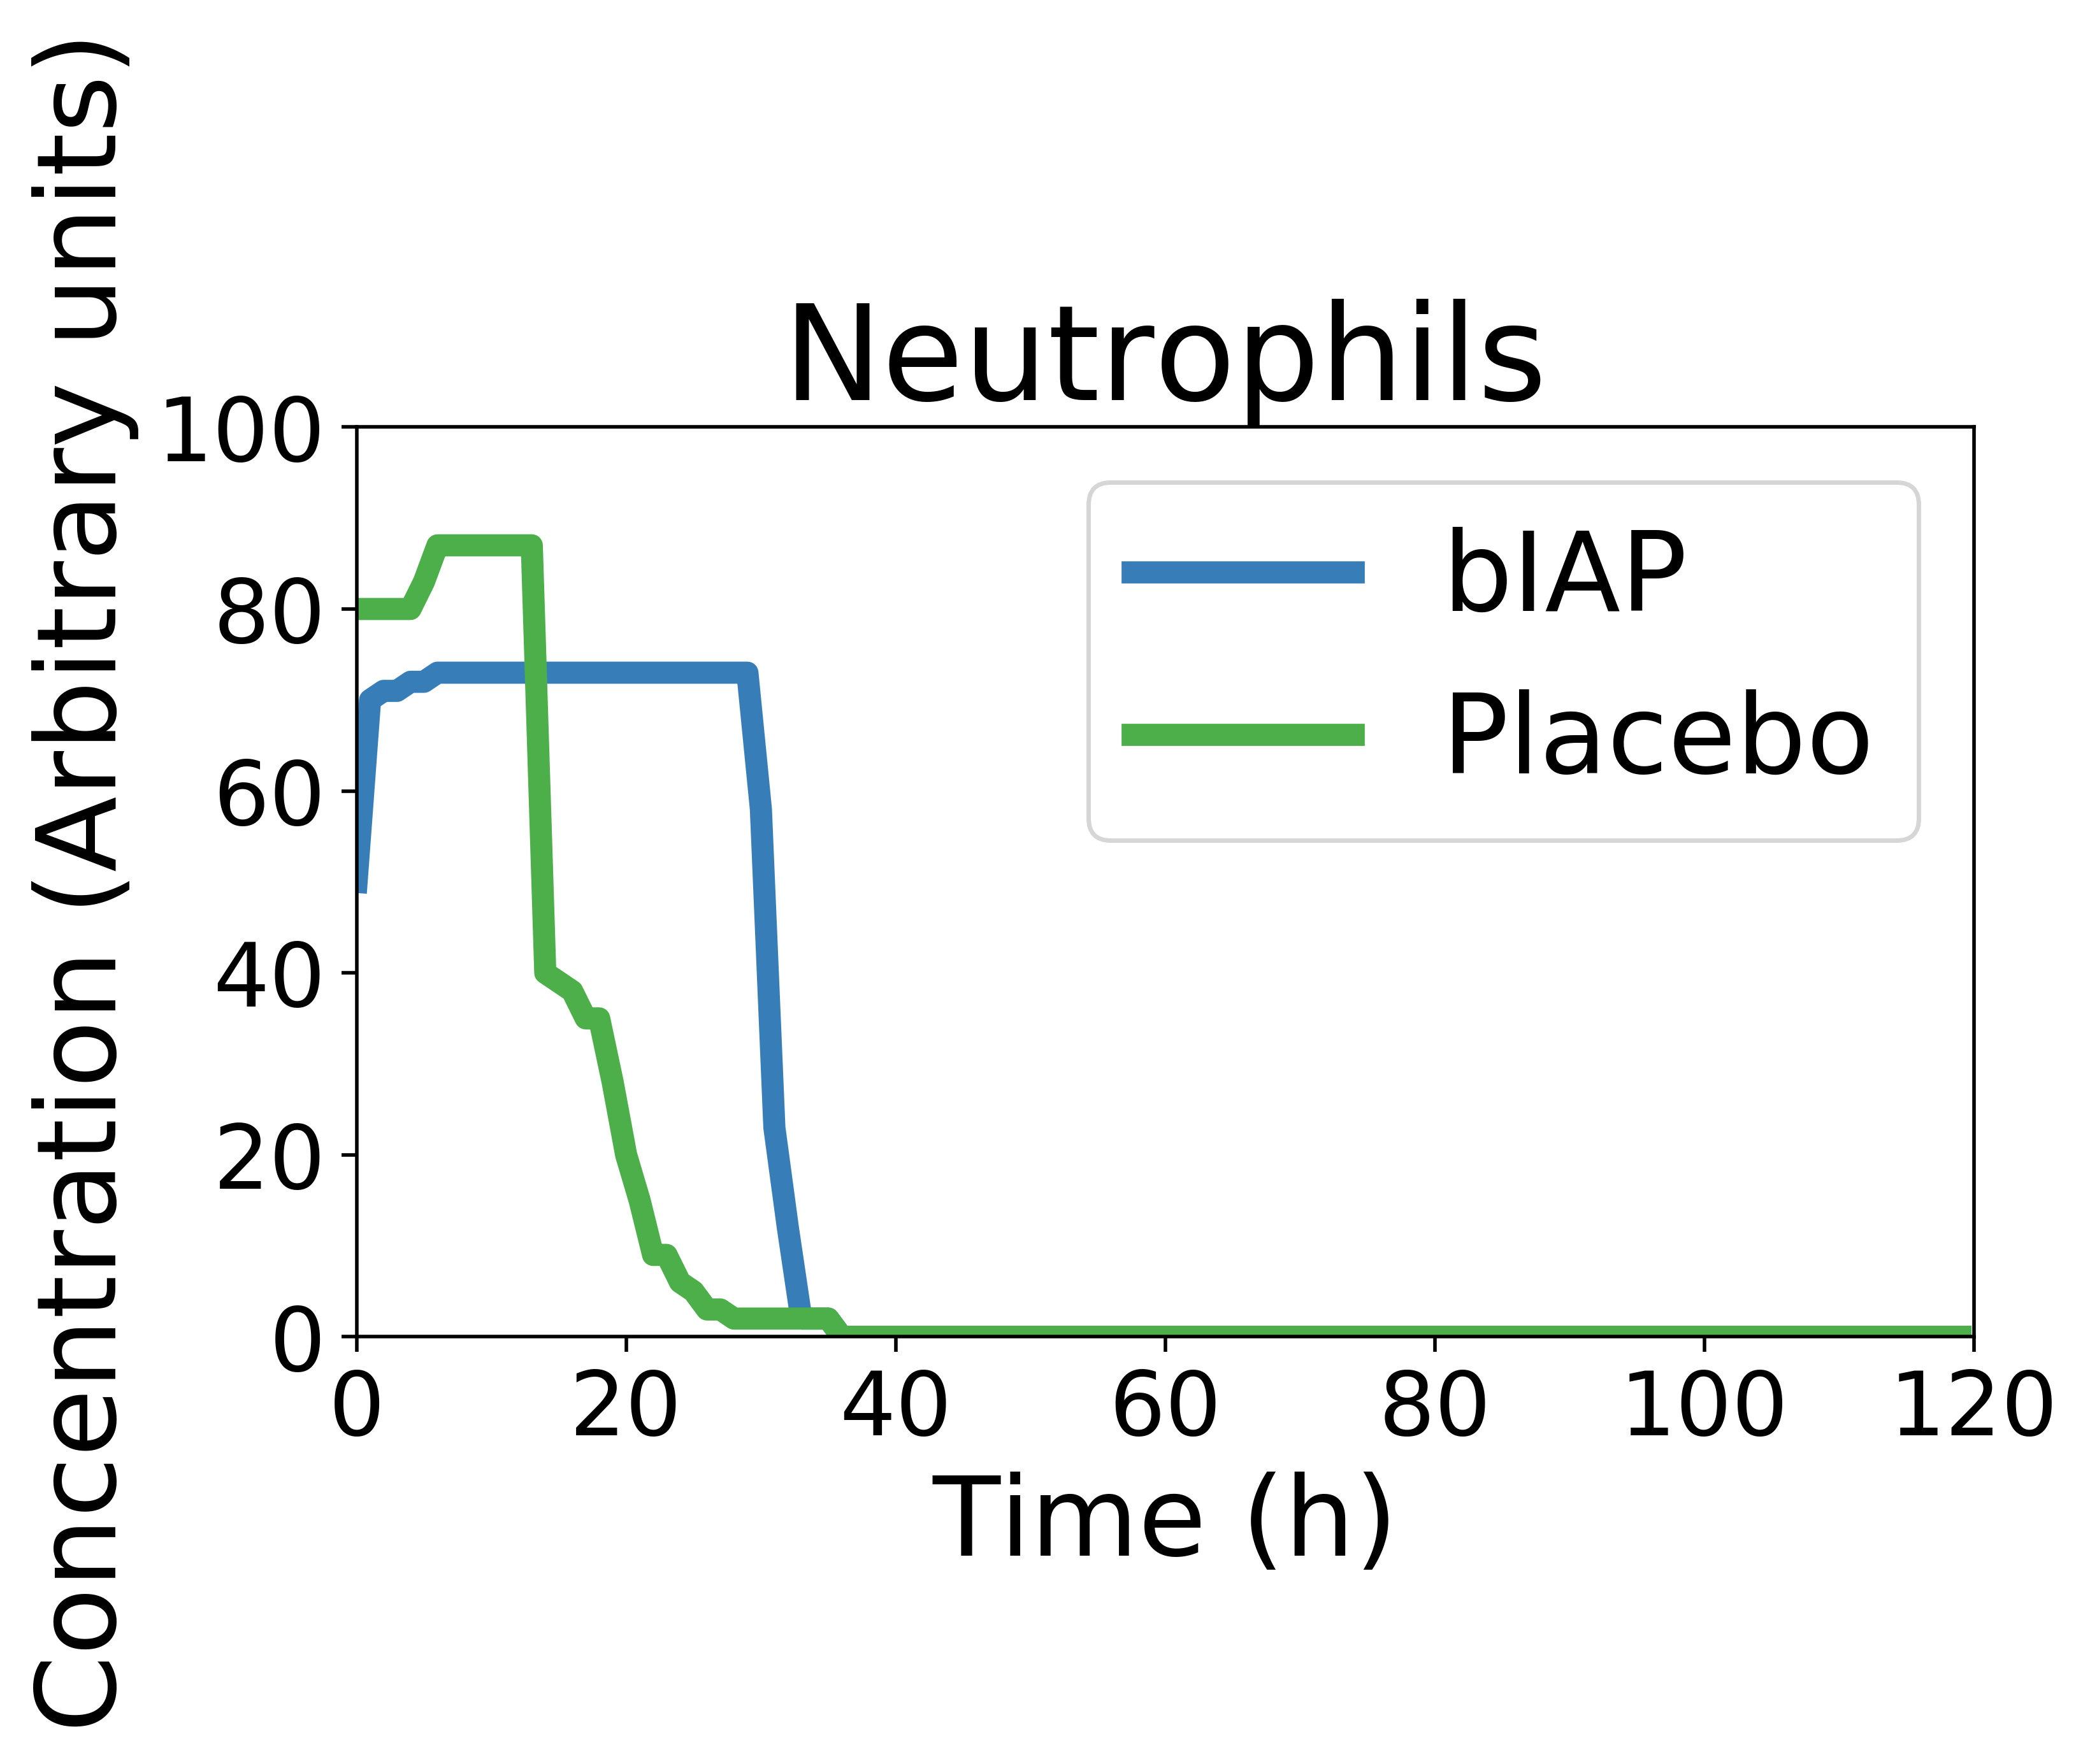 Neutrophils
Concentration (Arbitrary units)
100
80
60
40
20
0
bIAP
Placebo
0 20 40 60 80 100 120
Time (h)